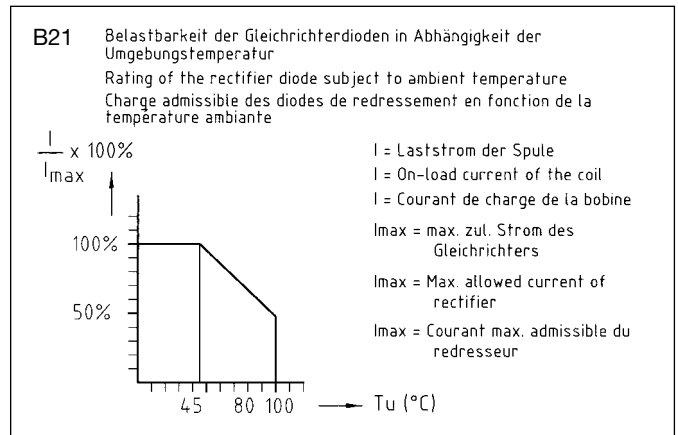 B21
Belastbarkeit der Gleichrichterdioden in Abhängigkeit der
Umgebungstemperatur
Rating of the rectifier diode subject to ambient temperature
Charge admissible des diodes de redressement en fonction de la
température ambiante
I
Imax
x 100%
I = Laststrom der Spule
I = On-load current of the coil
I = Courant de charge de la bobine
Imax = max. zul. Strom des
Gleichrichters
Imax = Max. allowed current of
rectifier
Imax = Courant max. admissible du
redresseur
100%
50%
45 80 100
Tu (°C)